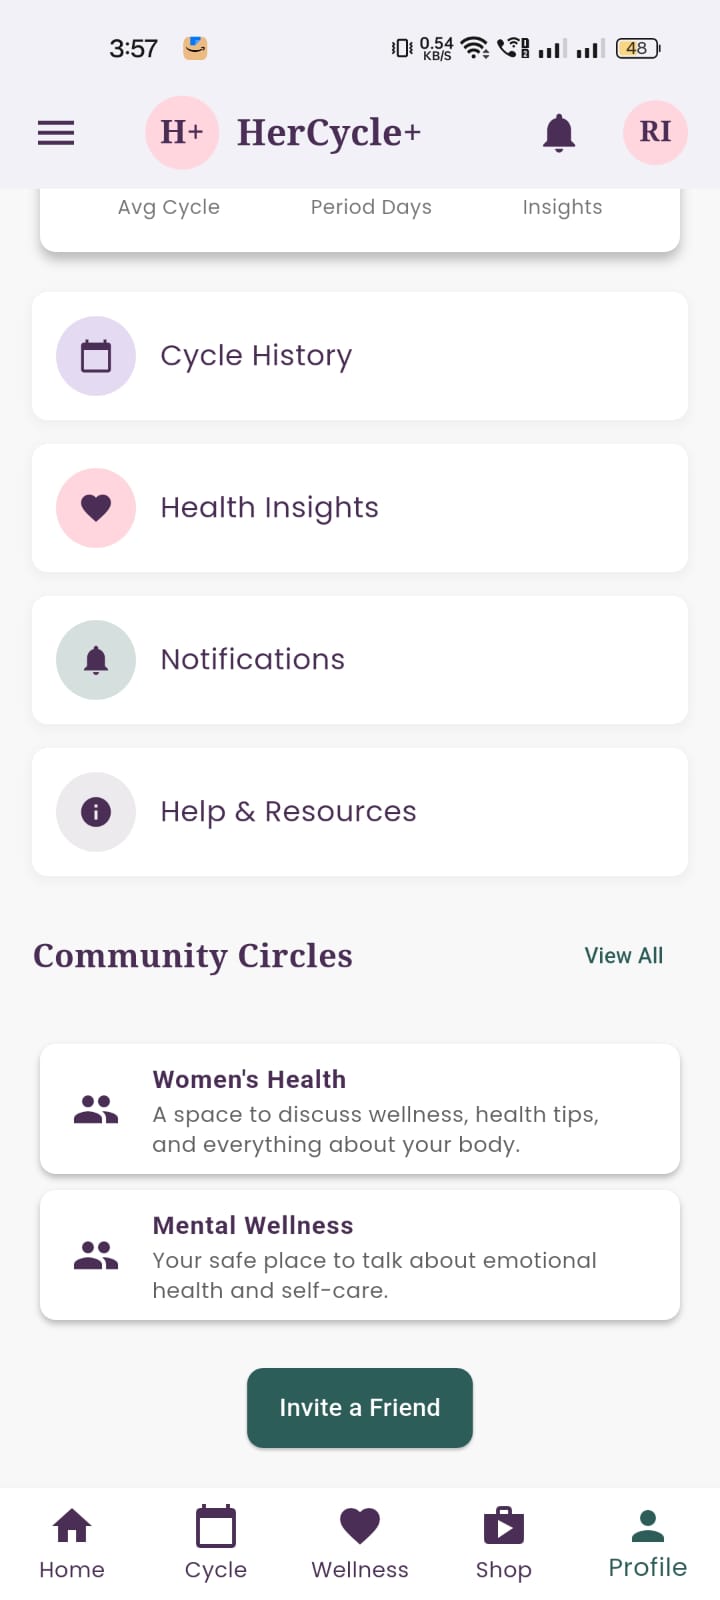 3:57
0.54
KB/S
48
H+
HerCycle+
RI
Avg Cycle
Period Days
Insights
Cycle History
Health Insights
Notifications
Help & Resources
Community Circles
View All
Women's Health
A space to discuss wellness, health tips,
and everything about your body.
Mental Wellness
Your safe place to talk about emotional
health and self-care.
Invite a Friend
Home
Cycle
Wellness
Shop
Profile